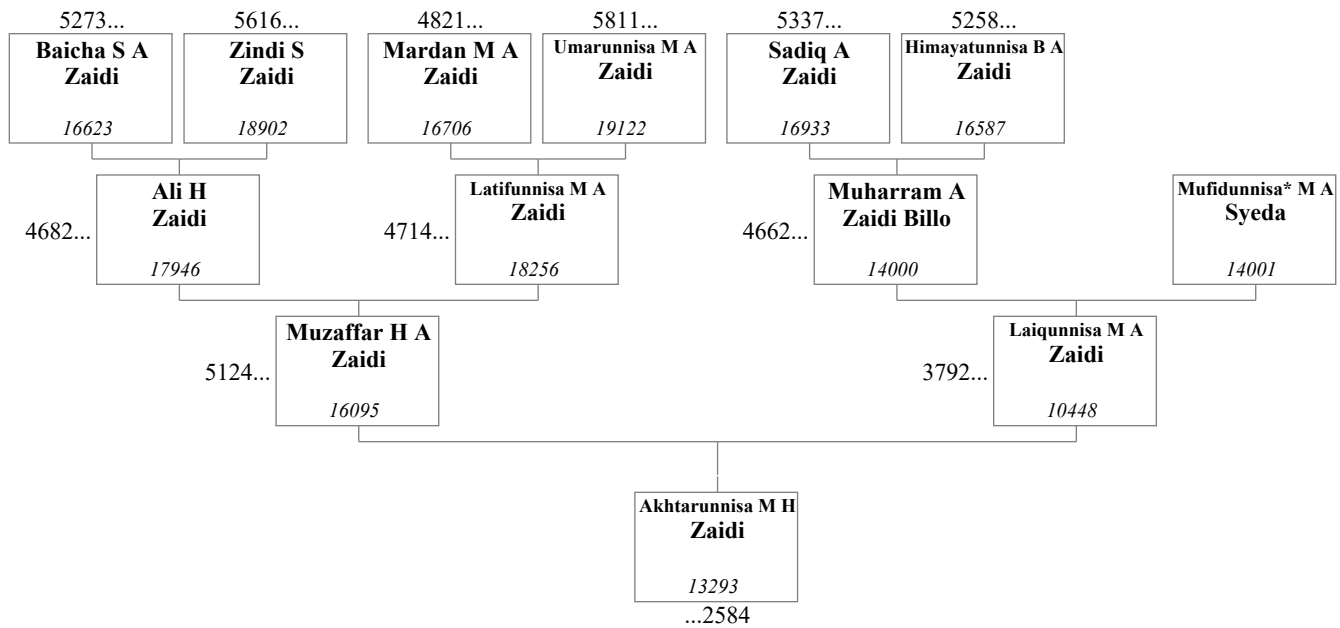 5273... 5616... 4821... 5811... 5337... 5258...
Baicha S A Zindi S Mardan M A Umarunnisa M A Sadiq A Himayatunnisa B A
Zaidi Zaidi Zaidi Zaidi Zaidi Zaidi
16623 18902 16706 19122 16933 16587
Ali H Latifunnisa M A Muharram A Mufidunnisa* M A
Zaidi Zaidi Zaidi Billo Syeda
4682... 4714... 4662...
17946 18256 14000 14001
Muzaffar H A Laiqunnisa M A
Zaidi Zaidi
5124... 3792...
16095 10448
Akhtarunnisa M H
Zaidi
13293
...2584